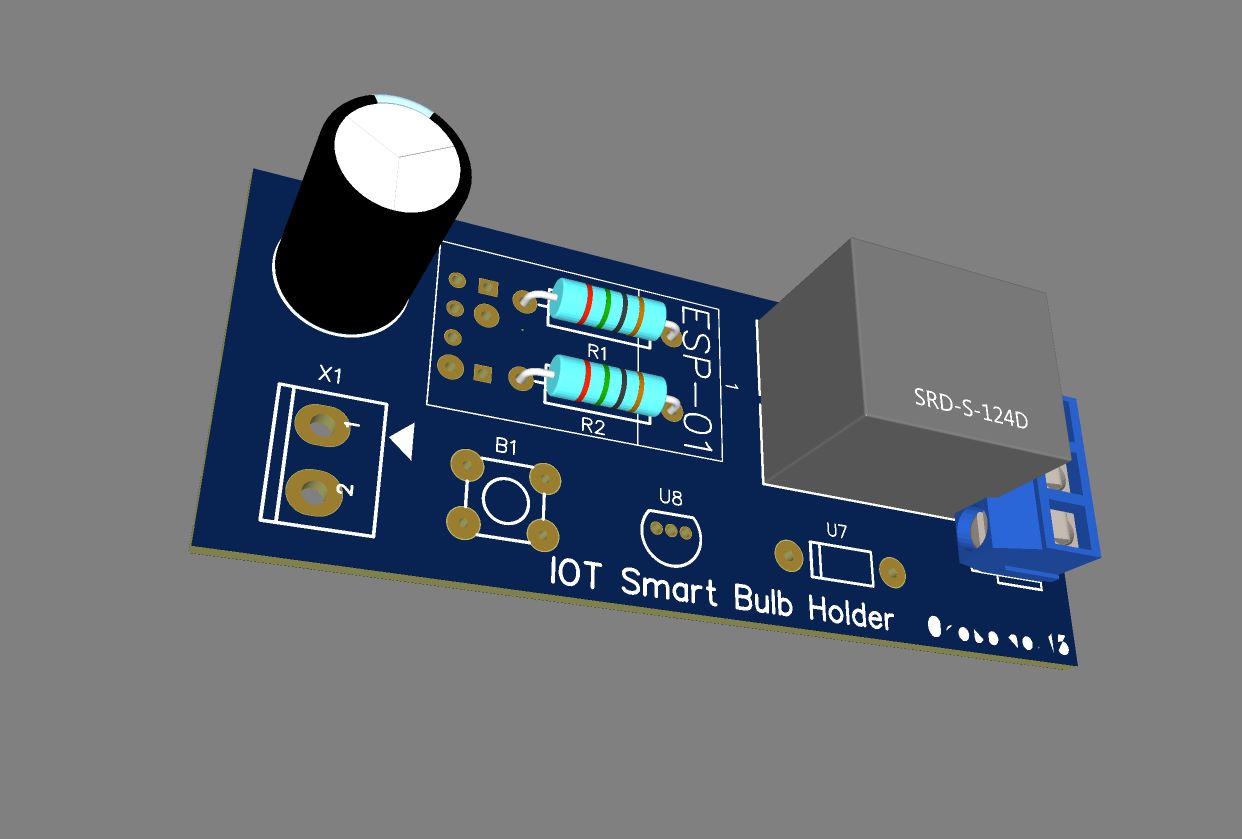 X1
1
2
R1
R2
ESP-01
1
B1
U8
U7
SRD-S-124D
IOT Smart Bulb Holder